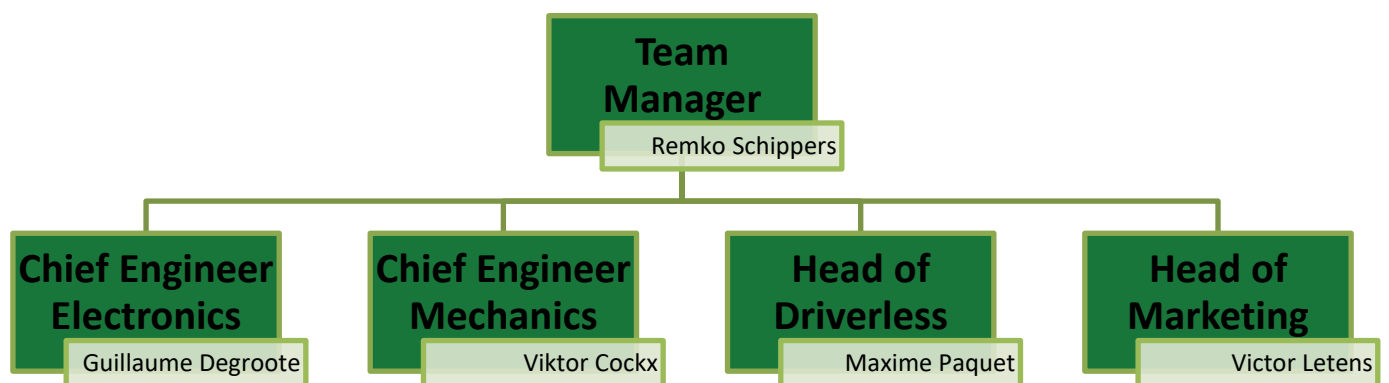 Team
Manager
Remko Schippers
Chief Engineer
Electronics
Guillaume Degroote
Chief Engineer
Mechanics
Viktor Cockx
Head of
Driverless
Maxime Paquet
Head of
Marketing
Victor Letens